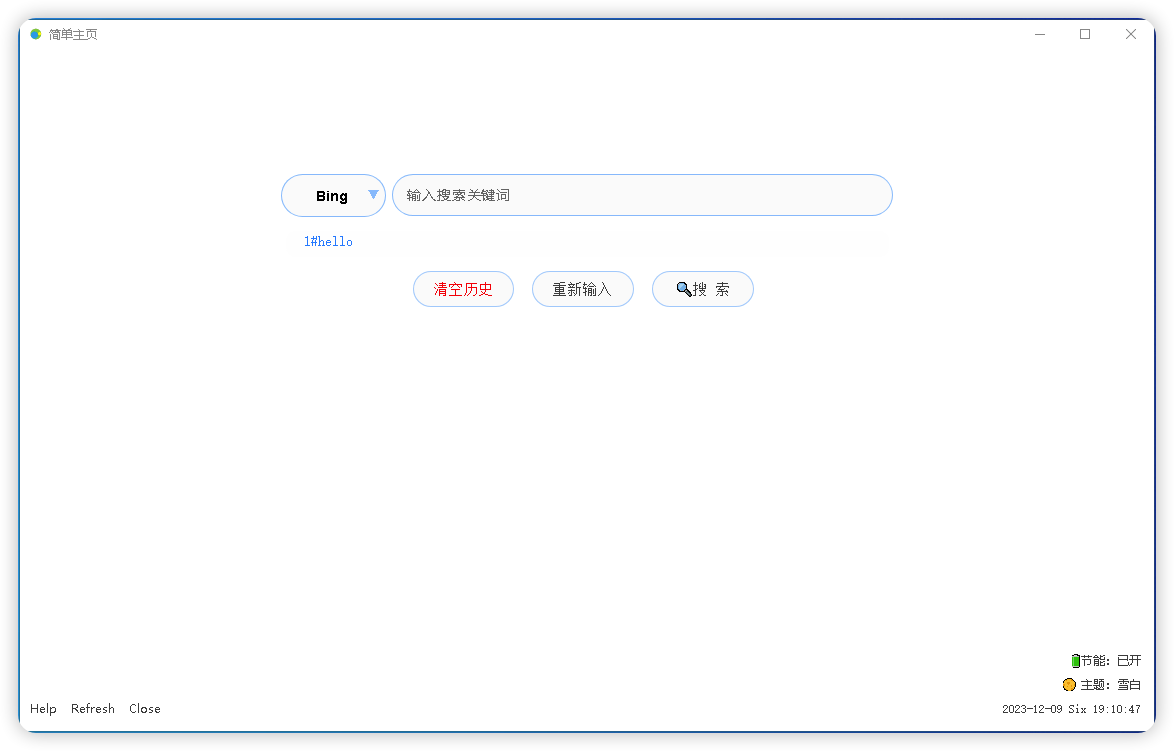 简单主页
Bing
输入搜索关键词
1#hello
清空历史 重新输入 搜 索
节能: 已开
主题: 雪白
Help Refresh Close 2023-12-09 Six 19:10:47